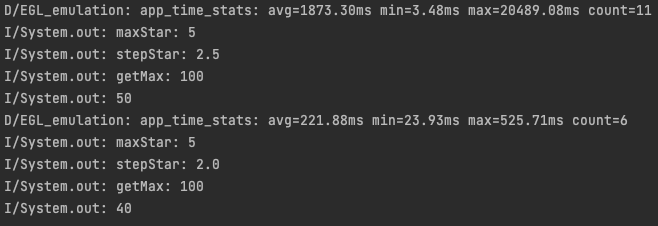 D/EGL_emulation: app_time_stats: avg=1873.30ms min=3.48ms max=20489.08ms count=11
I/System.out: maxStar: 5
I/System.out: stepStar: 2.5
I/System.out: getMax: 100
I/System.out: 50
D/EGL_emulation: app_time_stats: avg=221.88ms min=23.93ms max=525.71ms count=6
I/System.out: maxStar: 5
I/System.out: stepStar: 2.0
I/System.out: getMax: 100
I/System.out: 40